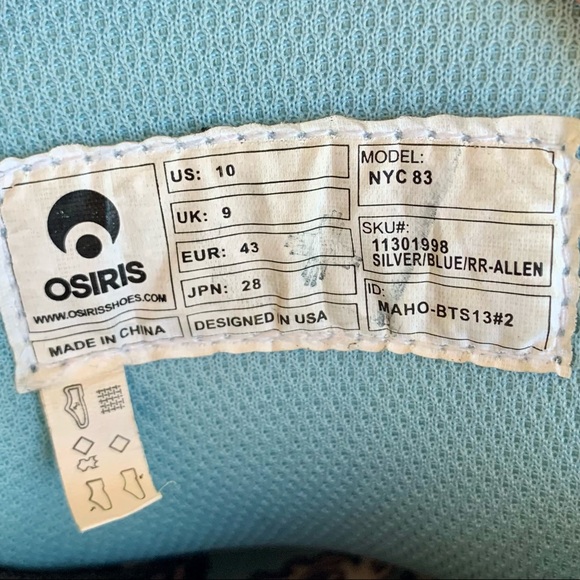 OSIRIS
WWW.OSIRISSHOES.COM
MADE IN CHINA
US: 10
UK: 9
EUR: 43
JPN: 28
DESIGNED IN USA
MODEL:
NYC 83
SKU#:
11301998
SILVER/BLUE/RR-ALLEN
ID:
MAHO-BTS13#2